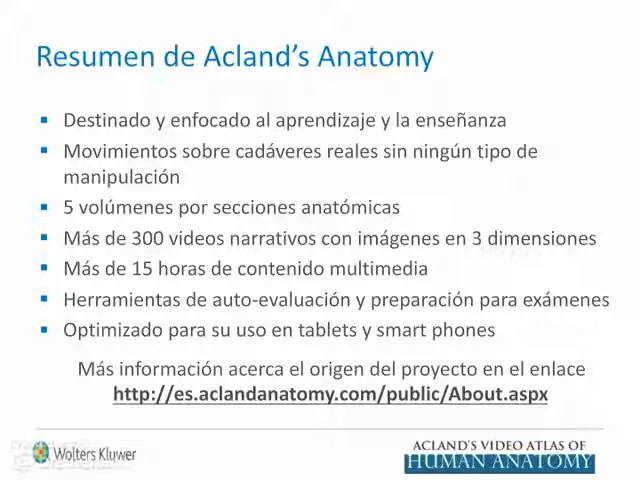 Resumen de Acland's Anatomy
Destinado y enfocado al aprendizaje y la enseñanza
Movimientos sobre cadáveres reales sin ningún tipo de
manipulación
5 volúmenes por secciones anatómicas
Más de 300 videos narrativos con imágenes en 3 dimensiones
Más de 15 horas de contenido multimedia
Herramientas de auto-evaluación y preparación para exámenes
Optimizado para su uso en tablets y smart phones
Más información acerca el origen del proyecto en el enlace
http://es.aclandanatomy.com/public/About.aspx
Wolters Kluwer
ACLAND'S VIDEO ATLAS OF
HUMAN ANATOMY